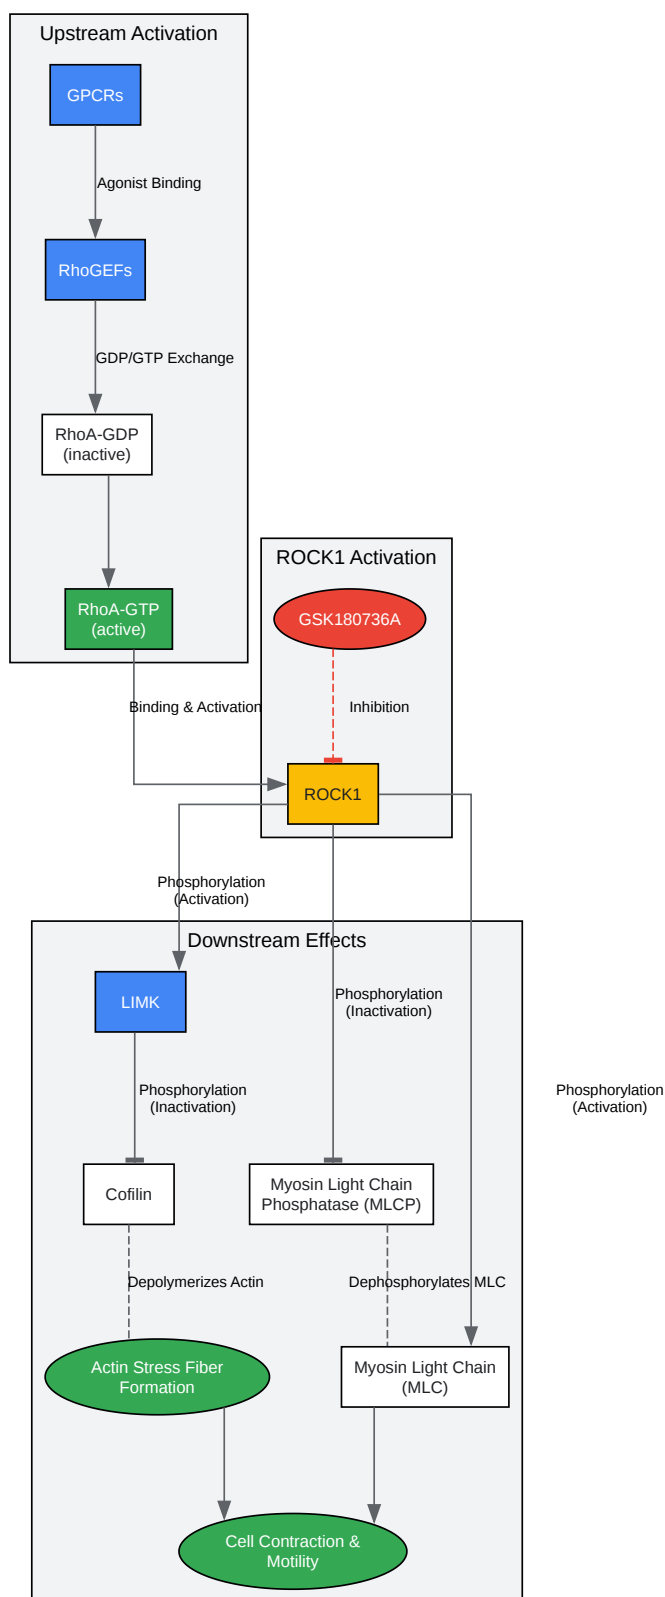 Upstream Activation
GPCRs
Agonist Binding
RhoGEFs
GDP/GTP Exchange
RhoA-GDP
(inactive)
RhoA-GTP
(active)
ROCK1 Activation
GSK180736A
Binding & Activation
Inhibition
ROCK1
Phosphorylation
(Activation)
Downstream Effects
LIMK
Phosphorylation
(Inactivation)
Phosphorylation
(Inactivation)
Phosphorylation
(Activation)
Cofilin
Myosin Light Chain
Phosphatase (MLCP)
Depolymerizes Actin
Dephosphorylates MLC
Actin Stress Fiber
Formation
Myosin Light Chain
(MLC)
Cell Contraction &
Motility